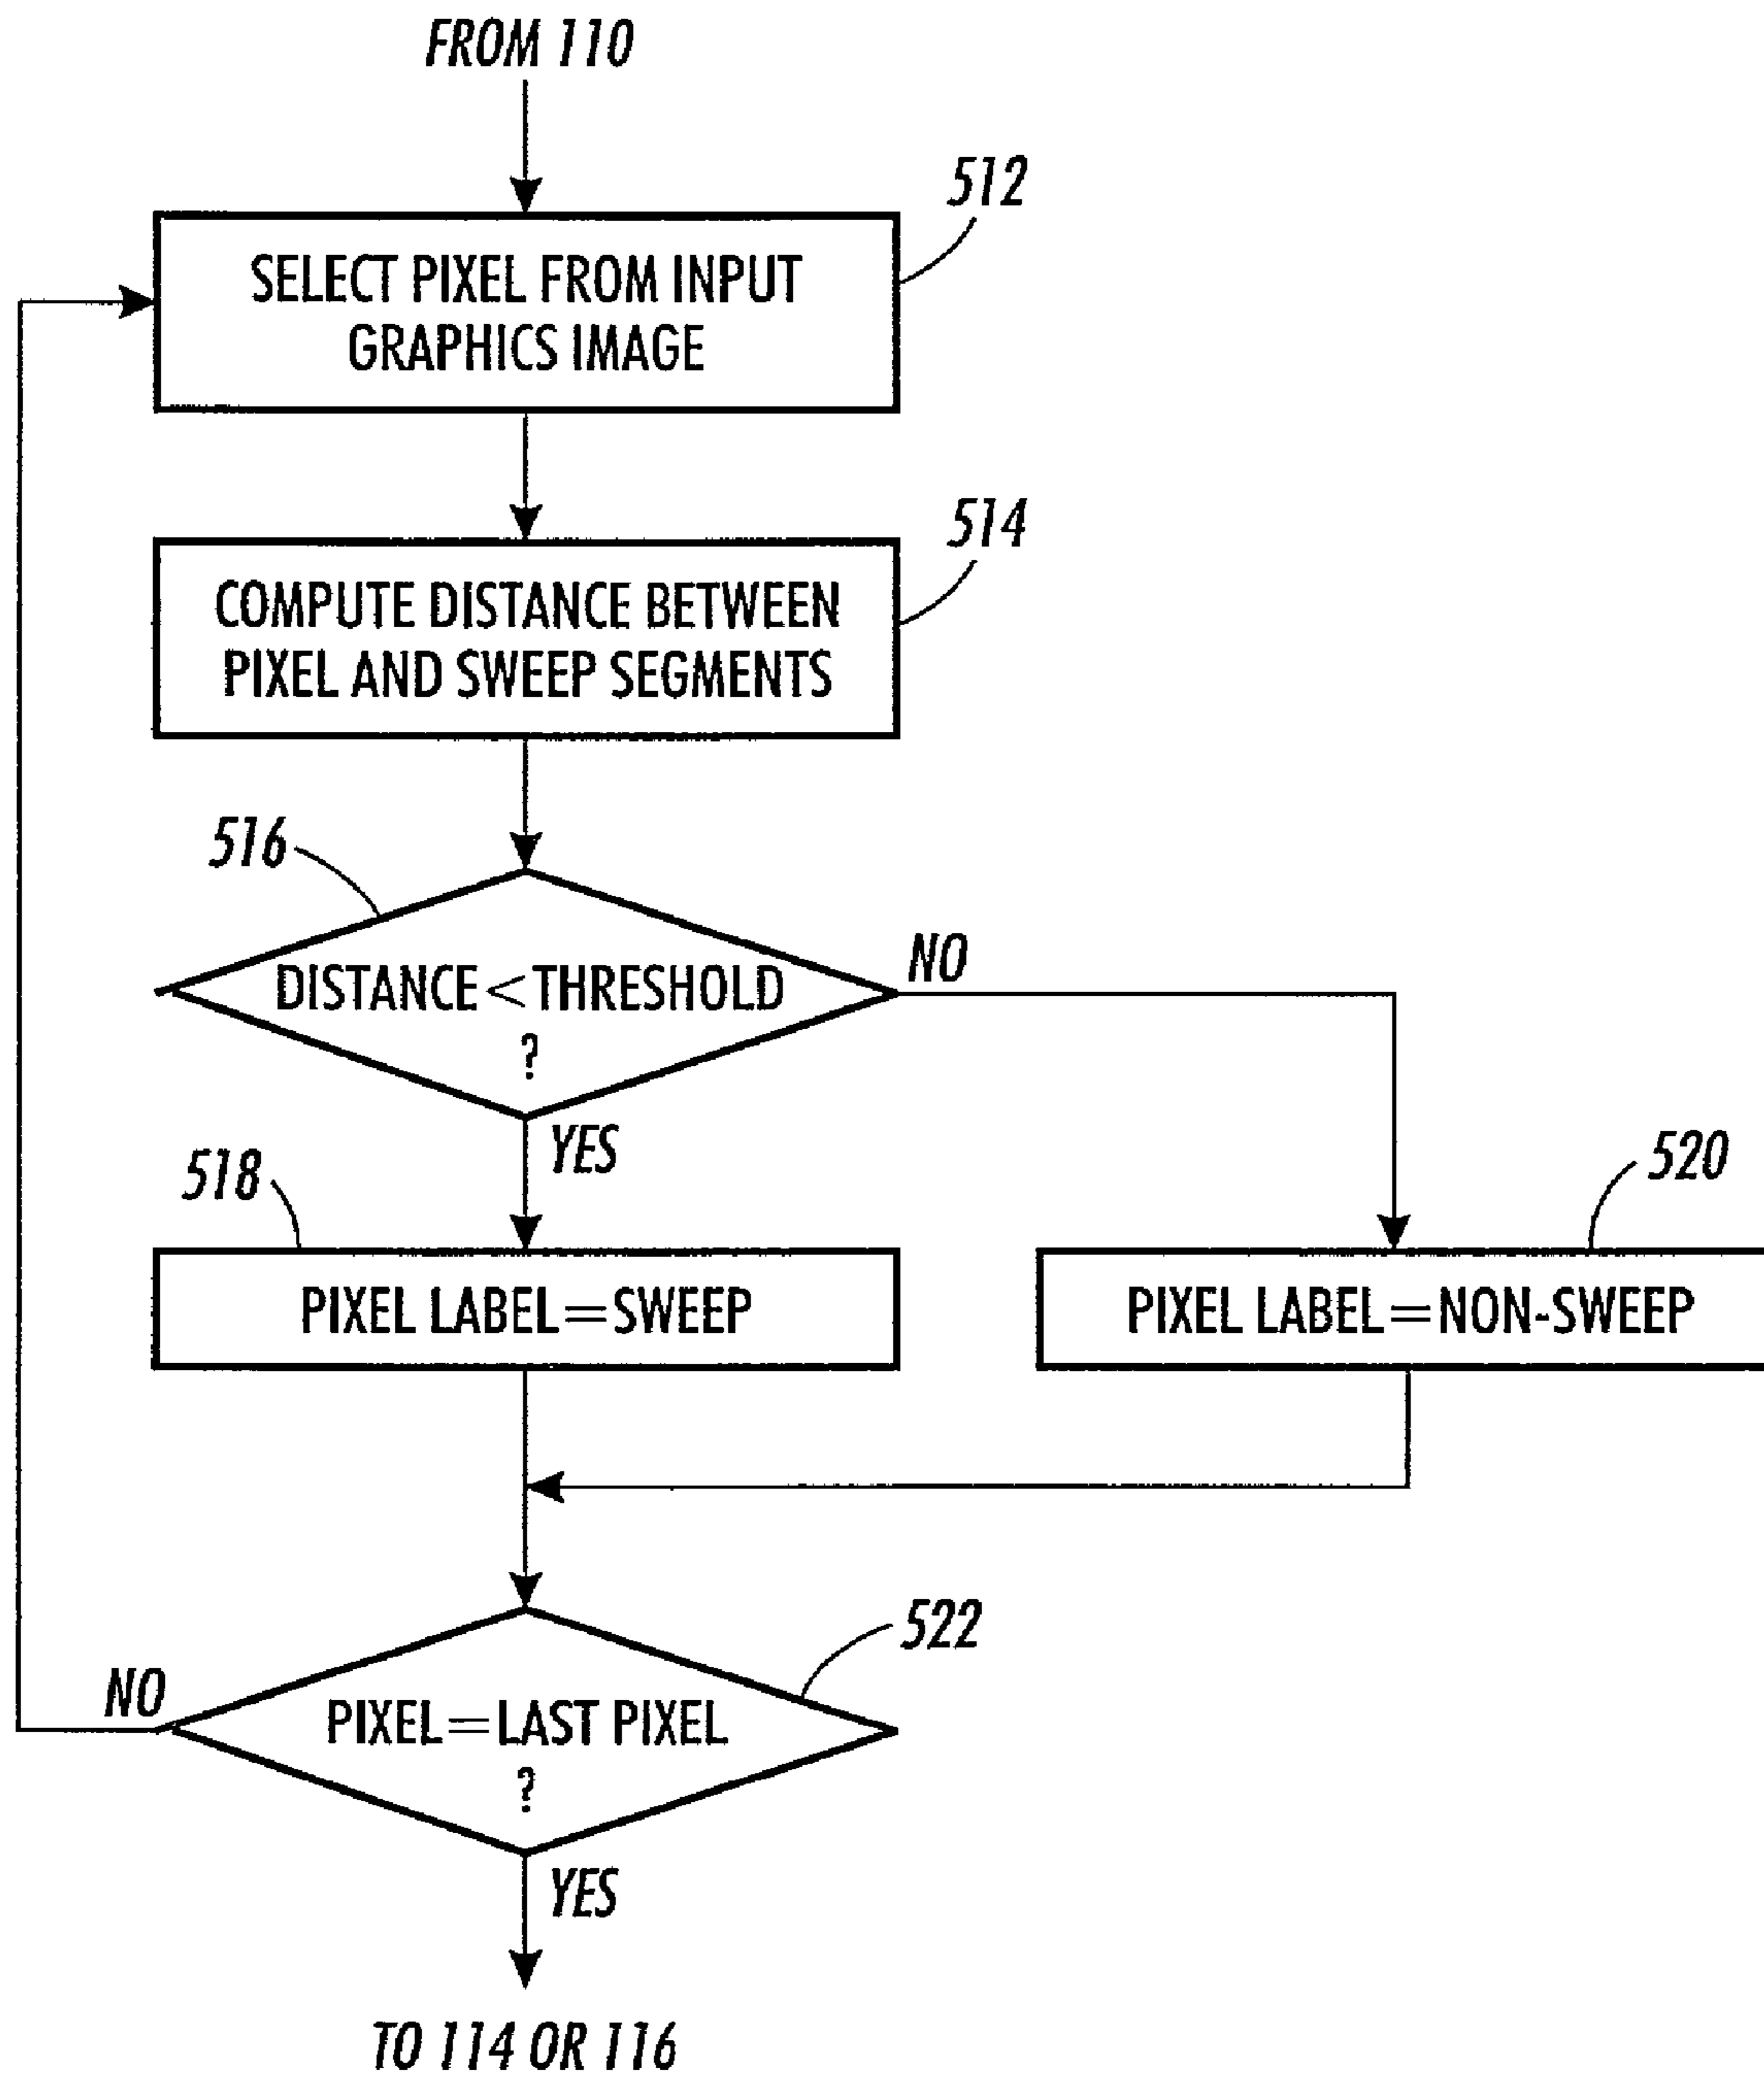 FROM 110
512
SELECT PIXEL FROM INPUT
GRAPHICS IMAGE
514
COMPUTE DISTANCE BETWEEN
PIXEL AND SWEEP SEGMENTS
516
DISTANCE < THRESHOLD
?
NO
YES
518
520
PIXEL LABEL=SWEEP
PIXEL LABEL=NON-SWEEP
522
NO
PIXEL=LAST PIXEL
?
YES
TO 114 OR 116